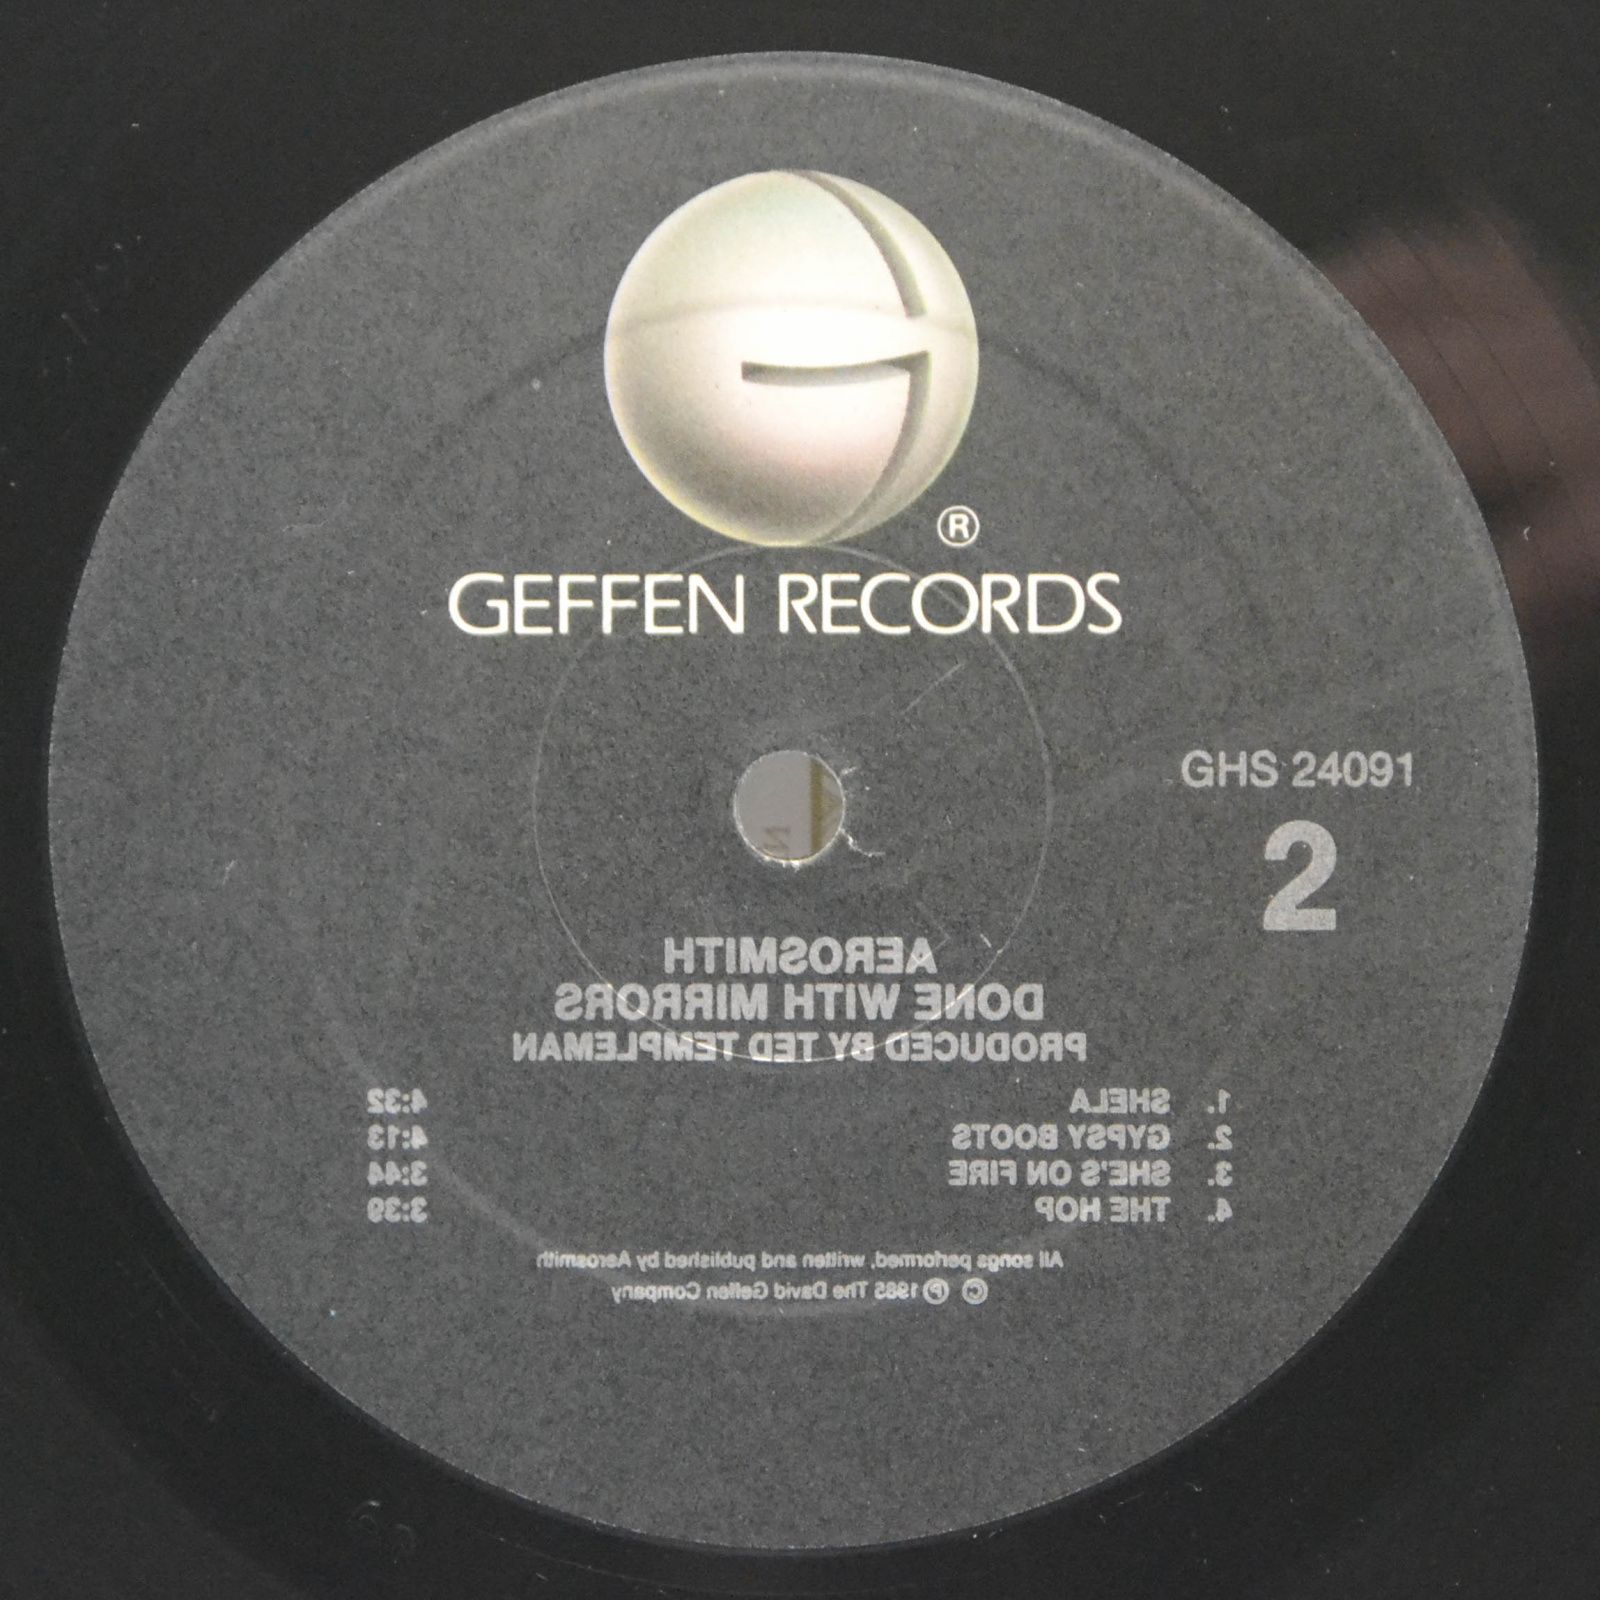 ®
GEFFEN RECORDS
GHS 24091
2
AEROSMITH
DONE WITH MIRRORS
PRODUCED BY TED TEMPLEMAN
1. SHELA 4:32
2. GYPSY BOOTS 4:13
3. SHE'S ON FIRE 3:44
4. THE HOP 3:39
All songs performed, written and published by Aerosmith
© ℗ 1985 The David Geffen Company